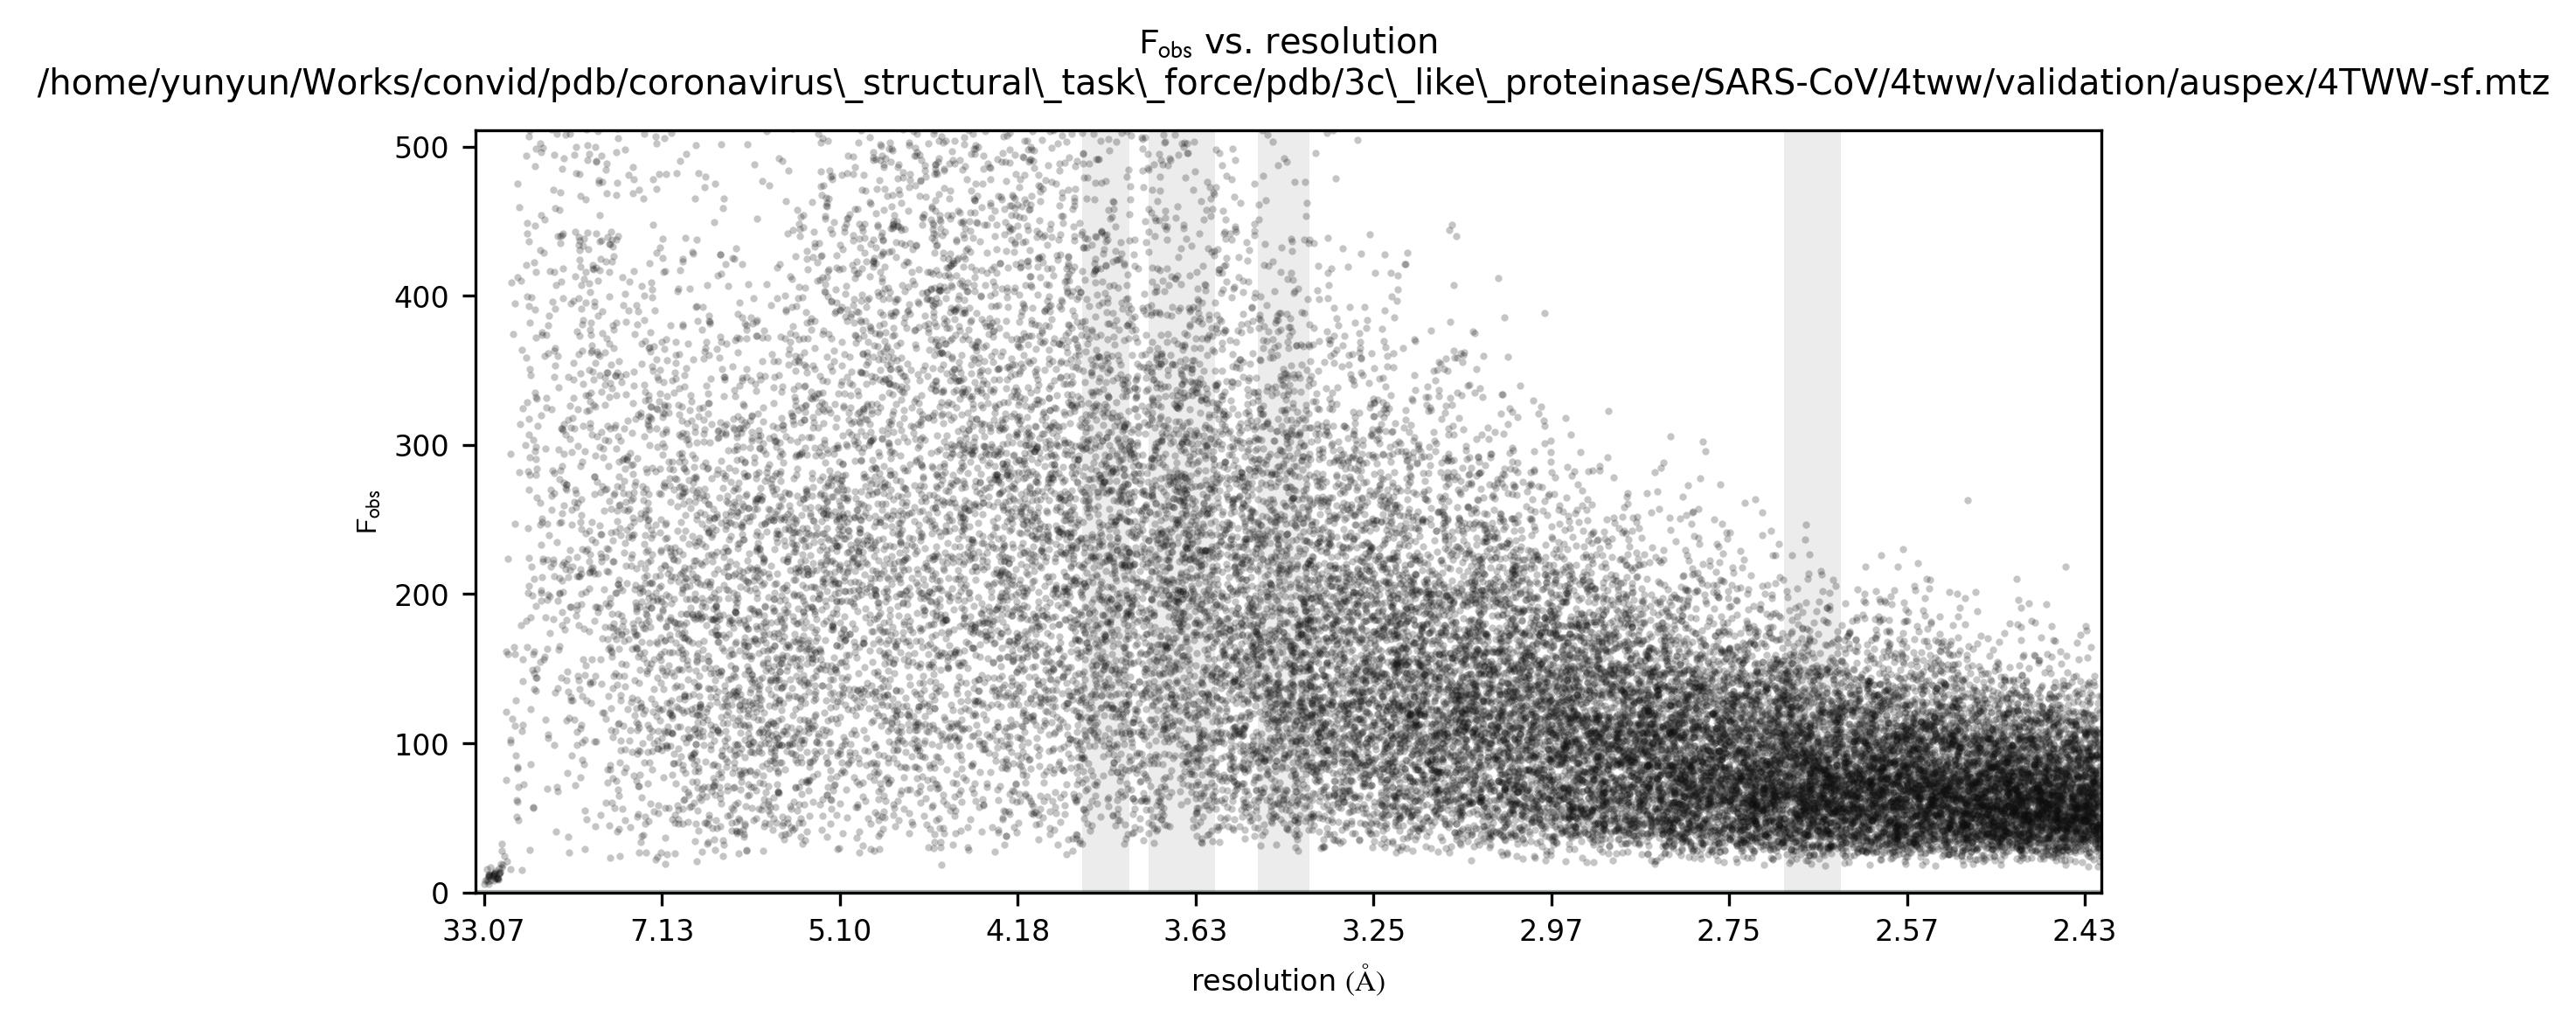 F_obs vs. resolution
/home/yunyun/Works/convid/pdb/coronavirus\_structural\_task\_force/pdb/3c\_like\_proteinase/SARS-CoV/4tww/validation/auspex/4TWW-sf.mtz
500
400
300
200
100
0
F_obs
33.07 7.13 5.10 4.18 3.63 3.25 2.97 2.75 2.57 2.43
resolution (Å)